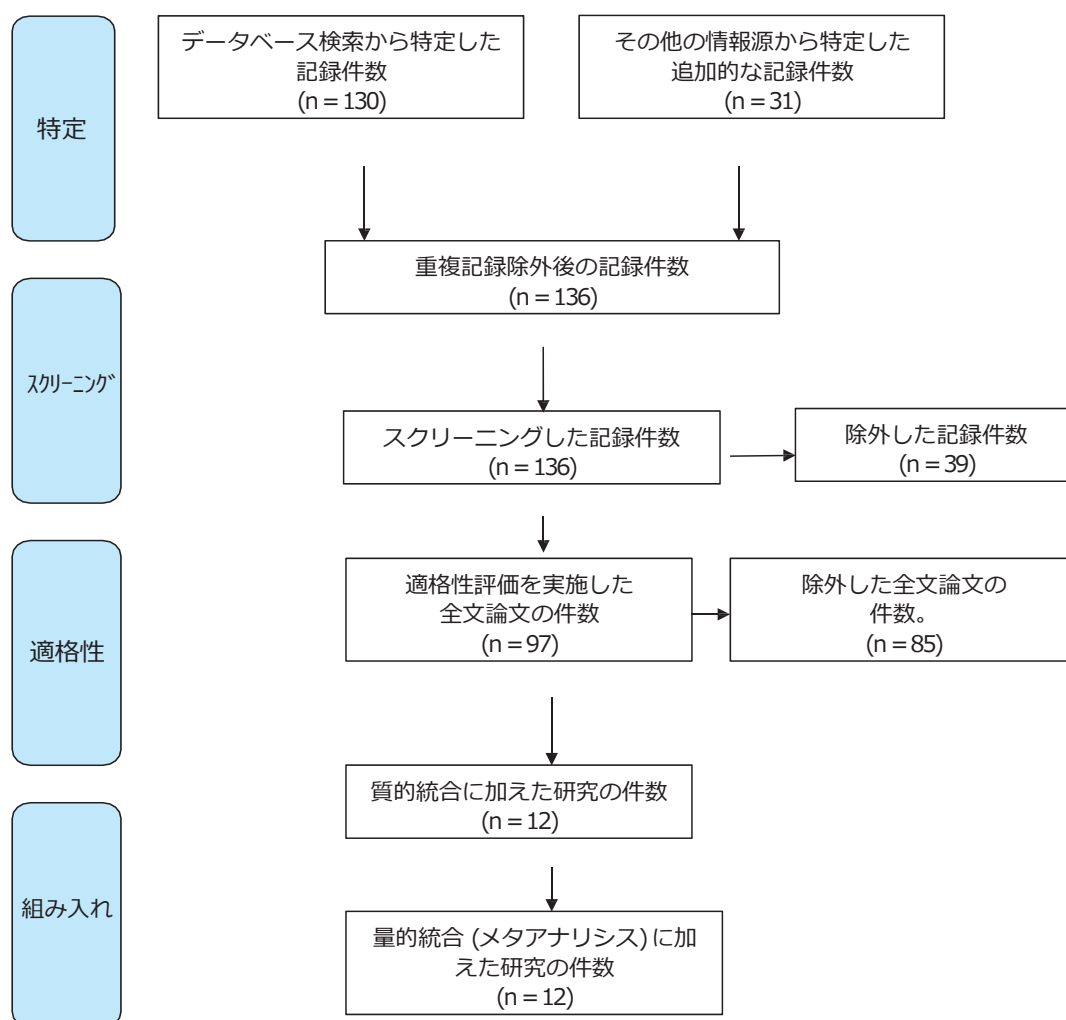 特定
データベース検索から特定した
記録件数
(n = 130)
その他の情報源から特定した
追加的な記録件数
(n = 31)
重複記録除外後の記録件数
(n = 136)
ｽｸﾘｰﾆﾝｸﾞ
スクリーニングした記録件数
(n = 136)
除外した記録件数
(n = 39)
適格性
適格性評価を実施した
全文論文の件数
(n = 97)
除外した全文論文の
件数。
(n = 85)
質的統合に加えた研究の件数
(n = 12)
組み入れ
量的統合 (メタアナリシス) に加
えた研究の件数
(n = 12)